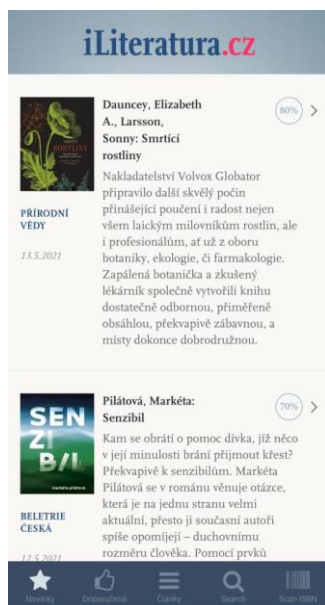 iLiteratura.cz
Dauncey, Elizabeth
A., Larsson,
Sonny: Smrtící
rostliny
80%
Nakladatelství Volvox Globator
připravilo další skvělý počin
přinášející poučení i radost nejen
všem laickým milovníkům rostlin, ale
i profesionálům, ať už z oboru
botaniky, ekologie, či farmakologie.
Zapálená botanička a zkušený
lékárník společně vytvořili knihu
dostatečně odbornou, přiměřeně
obsáhlou, překvapivě zábavnou, a
místy dokonce dobrodružnou.
ROSTLINY
PŘÍRODNÍ
VĚDY
13.5.2021
Pilátová, Markéta:
Senzibil
70%
Kam se obrátí o pomoc dívka, jíž něco
v její minulosti brání přijmout křest?
Překvapivě k senzibilům. Markéta
Pilátová se v románu věnuje otázce,
která je na jednu stranu velmi
aktuální, přesto ji současní autoři
spíše opomíjejí – duchovnímu
rozměru člověka. Pomocí prvků
SEN
ZI
B/L
markéta pilátová
BELETRIE
ČESKÁ
12.5.2021
Novinky
Doporučené
Články
Search
Scan ISBN